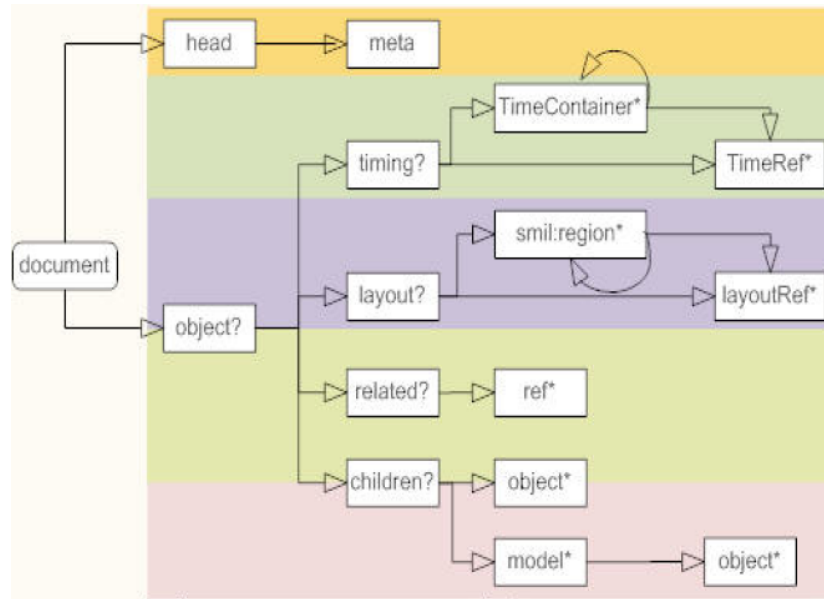 head
meta
TimeContainer*
timing?
TimeRef*
document
smil:region*
layout?
layoutRef*
object?
related?
ref*
children?
object*
model*
object*